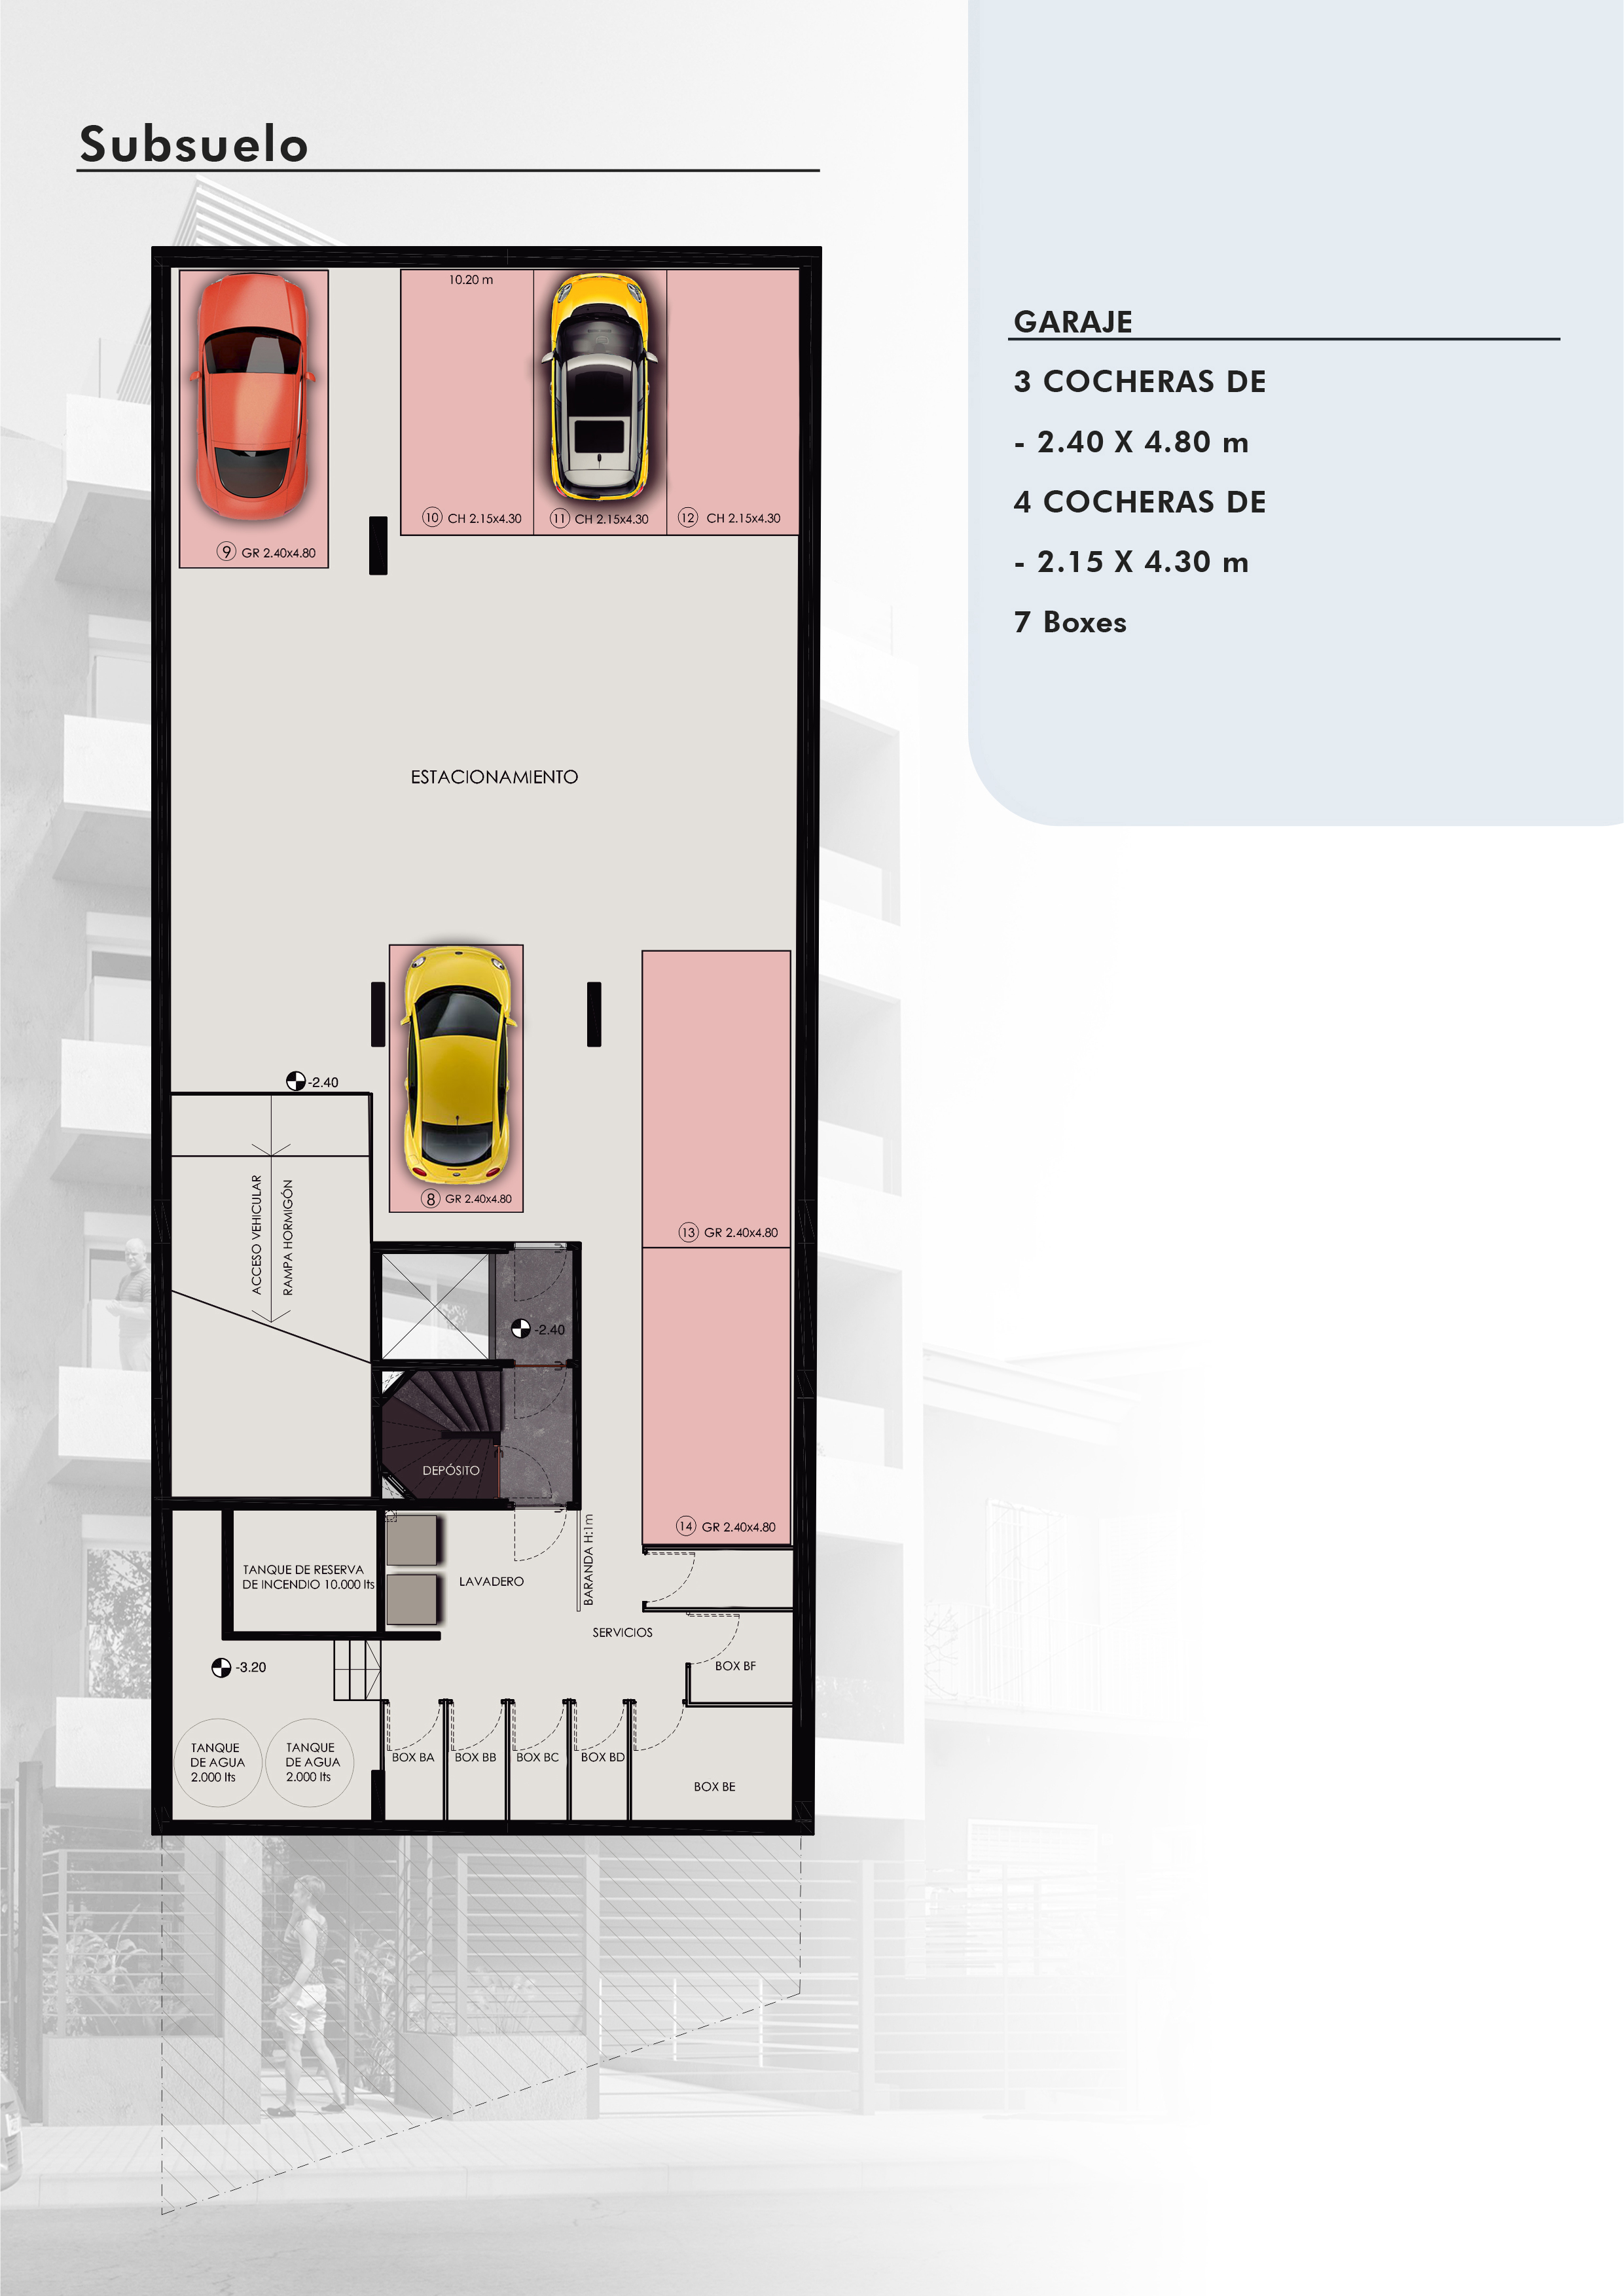 Subsuelo
GARAJE
3 COCHERAS DE
- 2.40 X 4.80 m
4 COCHERAS DE
- 2.15 X 4.30 m
7 Boxes
10.20 m
10 CH 2.15x4.30
11 CH 2.15x4.30
12 CH 2.15x4.30
9 GR 2.40x4.80
ESTACIONAMIENTO
-2.40
8 GR 2.40x4.80
ACCESO VEHICULAR
RAMPA HORMIGÓN
13 GR 2.40x4.80
-2.40
DEPÓSITO
14 GR 2.40x4.80
TANQUE DE RESERVA
DE INCENDIO 10.000 lts
LAVADERO
BARANDA H:1m
SERVICIOS
-3.20
BOX BF
TANQUE
DE AGUA
2.000 lts
TANQUE
DE AGUA
2.000 lts
BOX BA
BOX BB
BOX BC
BOX BD
BOX BE